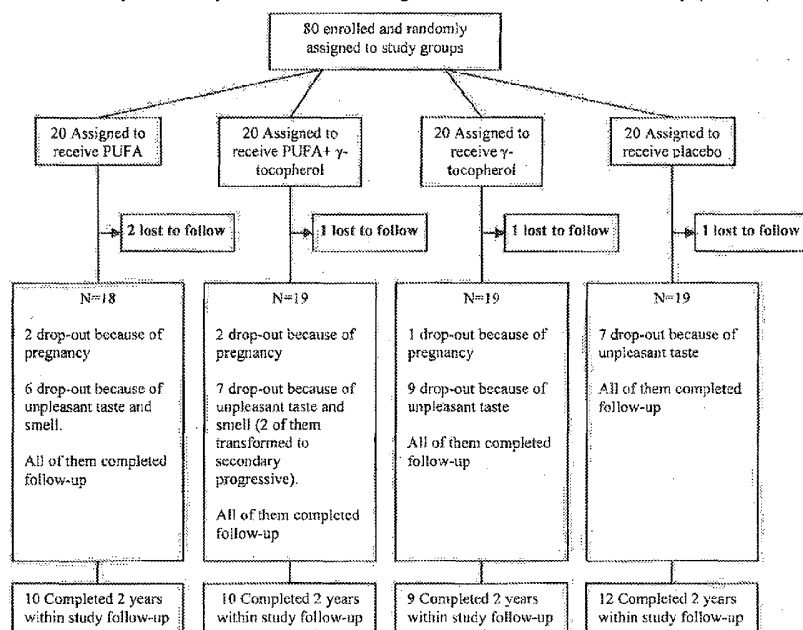 80 enrolled and randomly
assigned to study groups
20 Assigned to
receive PUFA
20 Assigned to
receive PUFA+ γ-
tocopherol
20 Assigned to
receive γ-
tocopherol
20 Assigned to
receive placebo
2 lost to follow
1 lost to follow
1 lost to follow
1 lost to follow
N=18
2 drop-out because of
pregnancy
6 drop-out because of
unpleasant taste and
smell.
All of them completed
follow-up
N=19
2 drop-out because of
pregnancy
7 drop-out because of
unpleasant taste and
smell (2 of them
transformed to
secondary
progressive).
All of them completed
follow-up
N=19
1 drop-out because of
pregnancy
9 drop-out because of
unpleasant taste
All of them completed
follow-up
N=19
7 drop-out because of
unpleasant taste
All of them completed
follow-up
10 Completed 2 years
within study follow-up
10 Completed 2 years
within study follow-up
9 Completed 2 years
within study follow-up
12 Completed 2 years
within study follow-up